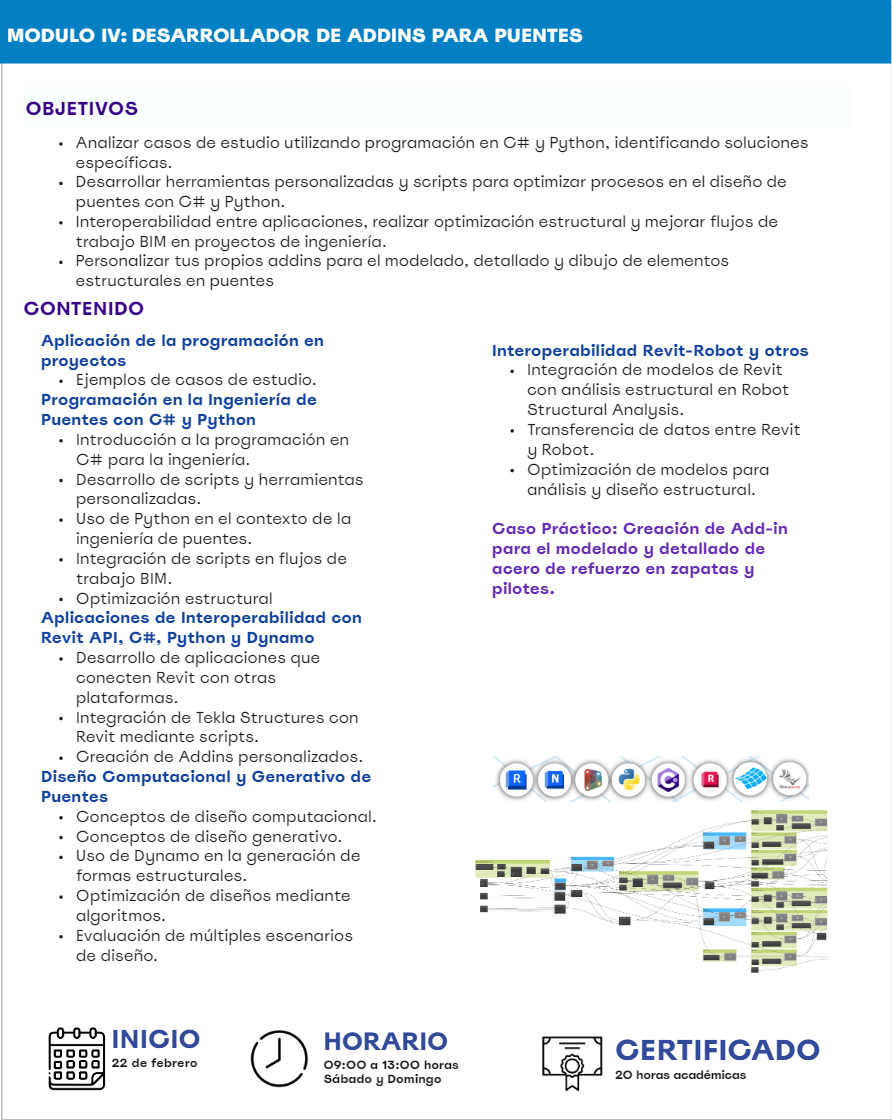 MODULO IV: DESARROLLADOR DE ADDINS PARA PUENTES
OBJETIVOS
• Analizar casos de estudio utilizando programación en C# y Python, identificando soluciones
específicas.
• Desarrollar herramientas personalizadas y scripts para optimizar procesos en el diseño de
puentes con C# y Python.
• Interoperabilidad entre aplicaciones, realizar optimización estructural y mejorar flujos de
trabajo BIM en proyectos de ingeniería.
• Personalizar tus propios addins para el modelado, detallado y dibujo de elementos
estructurales en puentes
CONTENIDO
Aplicación de la programación en
proyectos
• Ejemplos de casos de estudio.
Programación en la Ingeniería de
Puentes con C# y Python
• Introducción a la programación en
C# para la ingeniería.
• Desarrollo de scripts y herramientas
personalizadas.
• Uso de Python en el contexto de la
ingeniería de puentes.
• Integración de scripts en flujos de
trabajo BIM.
• Optimización estructural
Aplicaciones de Interoperabilidad con
Revit API, C#, Python y Dynamo
• Desarrollo de aplicaciones que
conecten Revit con otras
plataformas.
• Integración de Tekla Structures con
Revit mediante scripts.
• Creación de Addins personalizados.
Diseño Computacional y Generativo de
Puentes
• Conceptos de diseño computacional.
• Conceptos de diseño generativo.
• Uso de Dynamo en la generación de
formas estructurales.
• Optimización de diseños mediante
algoritmos.
• Evaluación de múltiples escenarios
de diseño.
Interoperabilidad Revit-Robot y otros
• Integración de modelos de Revit
con análisis estructural en Robot
Structural Analysis.
• Transferencia de datos entre Revit
y Robot.
• Optimización de modelos para
análisis y diseño estructural.
Caso Práctico: Creación de Add-in
para el modelado y detallado de
acero de refuerzo en zapatas y
pilotes.
R N C R
INICIO
22 de febrero
HORARIO
09:00 a 13:00 horas
Sábado y Domingo
CERTIFICADO
20 horas académicas